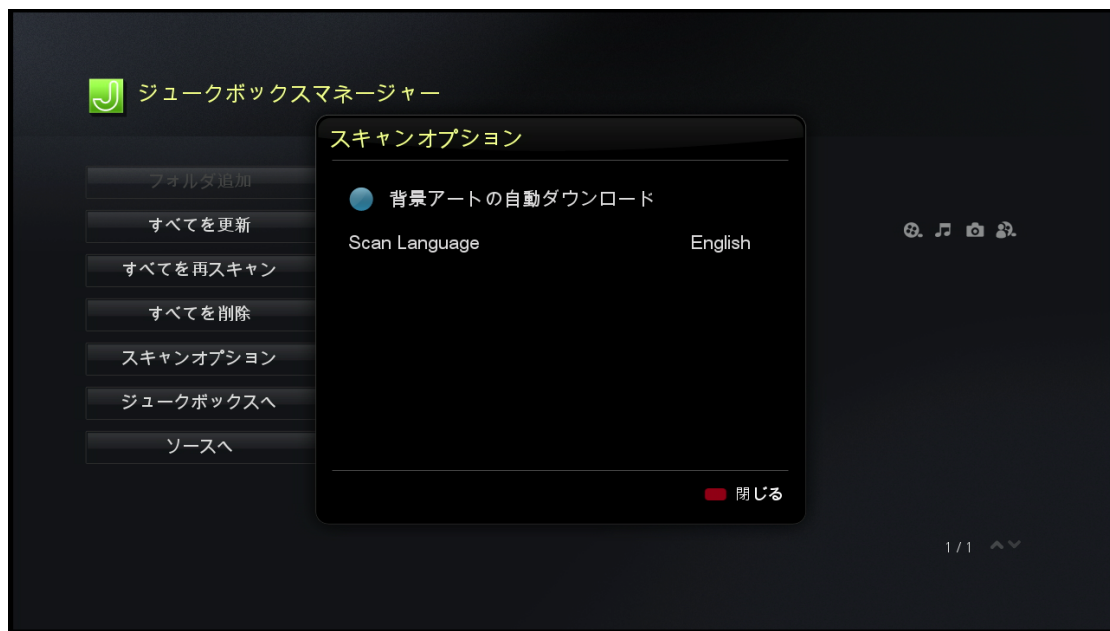 ジュークボックスマネージャー
スキャンオプション
フォルダ追加
すべてを更新
すべてを再スキャン
すべてを削除
スキャンオプション
ジュークボックスへ
ソースへ
背景アートの自動ダウンロード
Scan Language English
閉じる
1 / 1